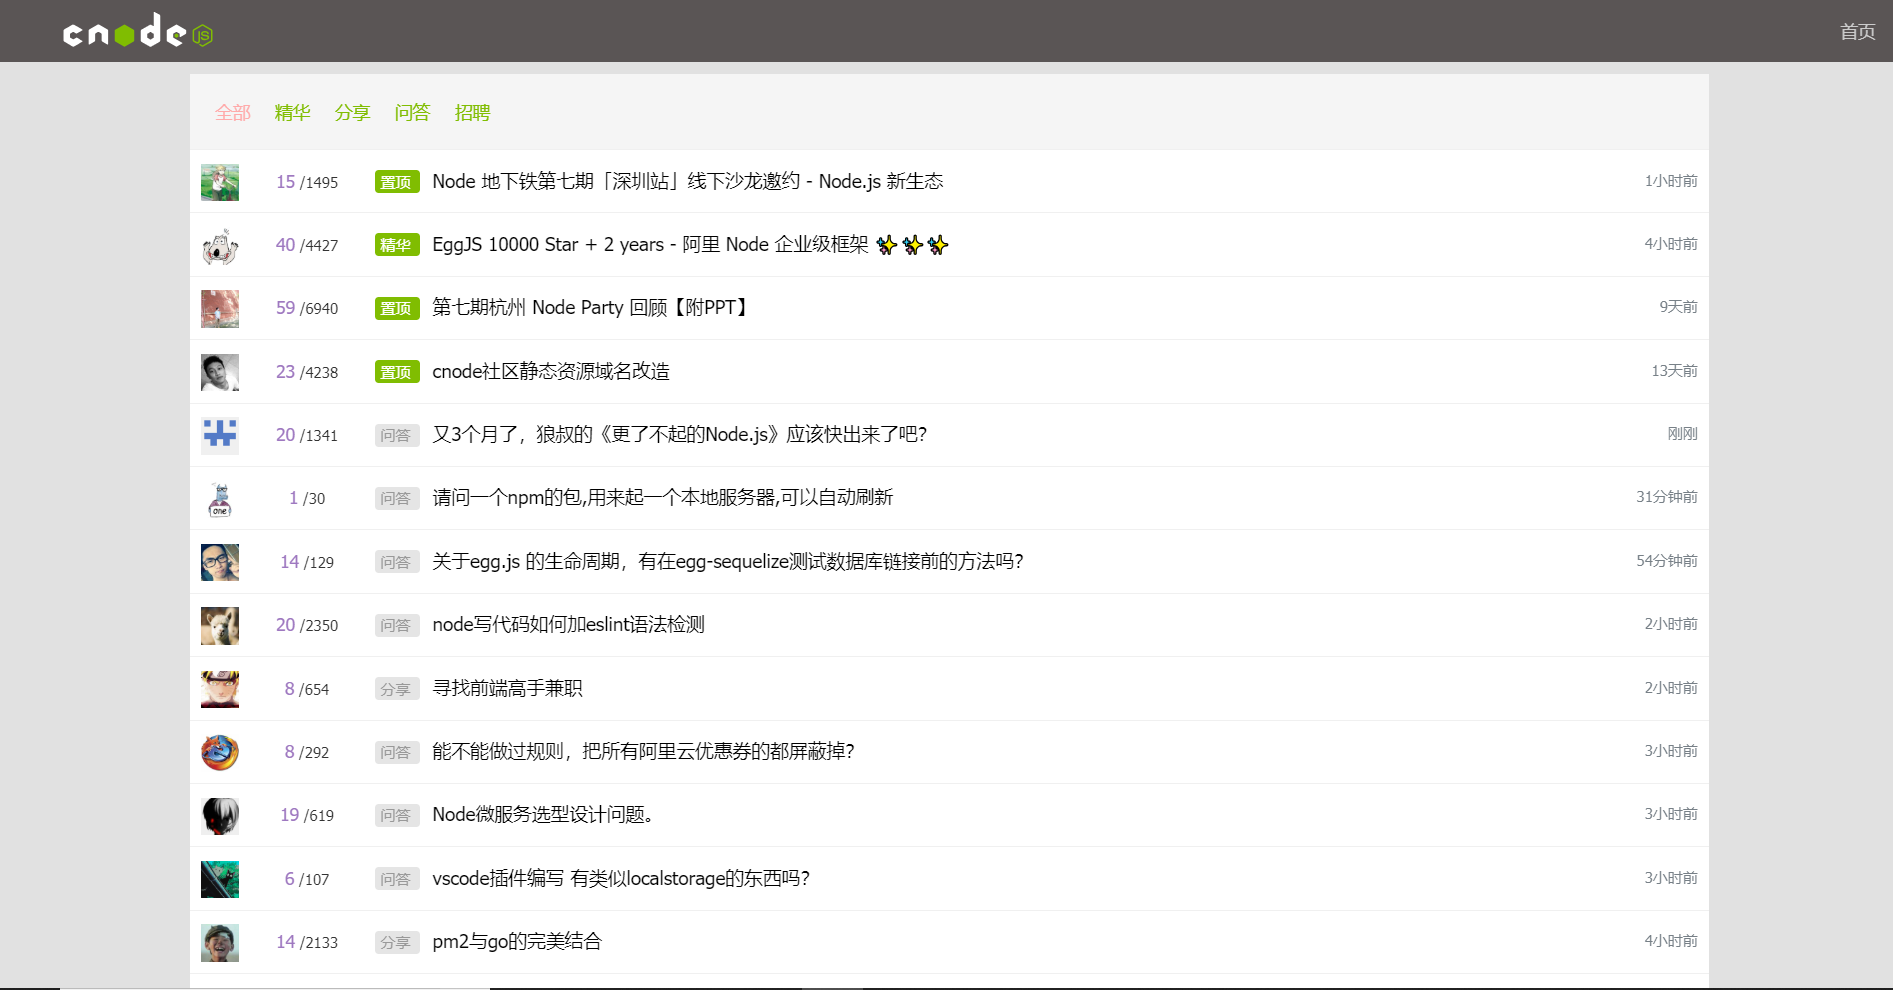 cnode JS 首页
全部 精华 分享 问答 招聘
15 /1495 置顶 Node 地下铁第七期「深圳站」线下沙龙邀约 - Node.js 新生态 1小时前
40 /4427 精华 EggJS 10000 Star + 2 years - 阿里 Node 企业级框架 ✨✨✨ 4小时前
59 /6940 置顶 第七期杭州 Node Party 回顾【附PPT】 9天前
23 /4238 置顶 cnode社区静态资源域名改造 13天前
20 /1341 问答 又3个月了，狼叔的《更了不起的Node.js》应该快出来了吧？ 刚刚
one 1 /30 问答 请问一个npm的包,用来起一个本地服务器,可以自动刷新 31分钟前
14 /129 问答 关于egg.js 的生命周期，有在egg-sequelize测试数据库链接前的方法吗？ 54分钟前
20 /2350 问答 node写代码如何加eslint语法检测 2小时前
8 /654 分享 寻找前端高手兼职 2小时前
8 /292 问答 能不能做过规则，把所有阿里云优惠券的都屏蔽掉？ 3小时前
19 /619 问答 Node微服务选型设计问题。 3小时前
6 /107 问答 vscode插件编写 有类似localstorage的东西吗？ 3小时前
14 /2133 分享 pm2与go的完美结合 4小时前